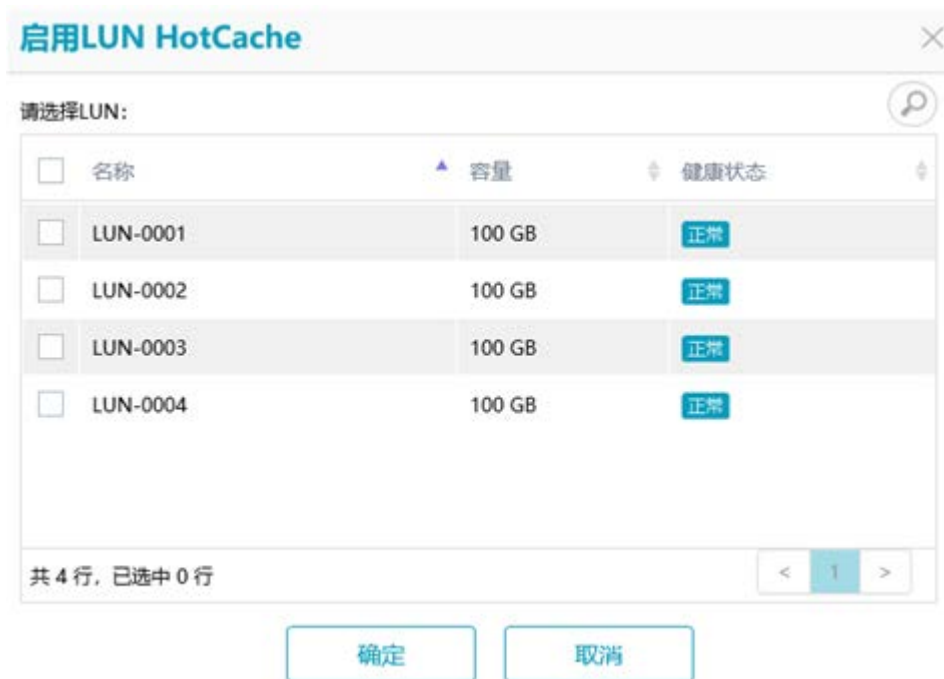 启用LUN HotCache
请选择LUN:
名称 容量 健康状态
LUN-0001 100 GB 正常
LUN-0002 100 GB 正常
LUN-0003 100 GB 正常
LUN-0004 100 GB 正常
共 4 行, 已选中 0 行 < 1 >
确定 取消